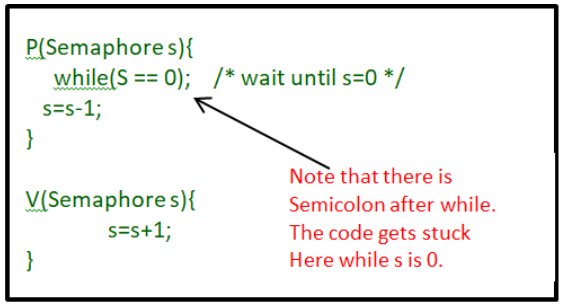 P(Semaphore s){
while(S == 0); /* wait until s=0 */
s=s-1;
}
Note that there is
Semicolon after while.
The code gets stuck
Here while s is 0.
V(Semaphore s){
s=s+1;
}